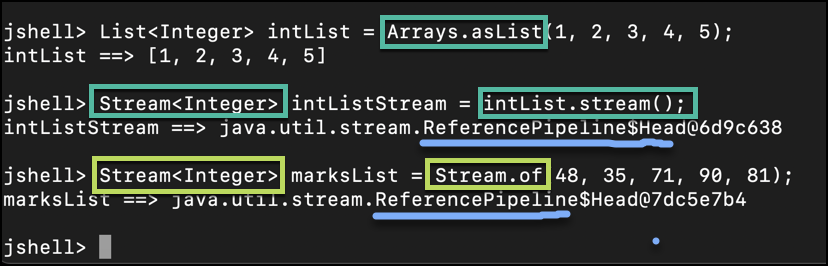 jshell> List<Integer> intList = Arrays.asList(1, 2, 3, 4, 5);
intList ==> [1, 2, 3, 4, 5]
jshell> Stream<Integer> intListStream = intList.stream();
intListStream ==> java.util.stream.ReferencePipeline$Head@6d9c638
jshell> Stream<Integer> marksList = Stream.of 48, 35, 71, 90, 81);
marksList ==> java.util.stream.ReferencePipeline$Head@7dc5e7b4
jshell>